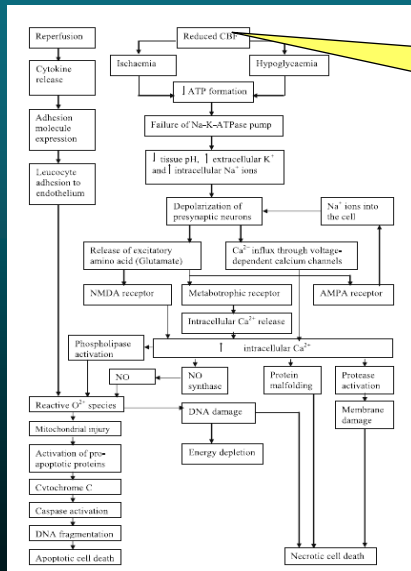 Reperfusion
Reduced CBF
Cytokine
release
Ischaemia
Hypoglycaemia
↑ ATP formation
Adhesion
molecule
expression
Failure of Na-K-ATPase pump
Leucocyte
adhesion to
endothelium
↑ tissue pH, ↑ extracellular K⁺
and ↑ intracellular Na⁺ ions
Depolarization of
presynaptic neurons
Na⁺ ions into
the cell
Release of excitatory
amino acid (Glutamate)
Ca²⁺ influx through voltage-
dependent calcium channels
NMDA receptor
Metabotrophic receptor
AMPA receptor
Intracellular Ca²⁺ release
↑ intracellular Ca²⁺
Phospholipase
activation
NO
NO
synthase
Protein
malfolding
Protease
activation
Reactive O²⁺ species
DNA damage
Membrane
damage
Mitochondrial injury
Activation of pro-
apoptotic proteins
Energy depletion
Cytochrome C
Caspase activation
DNA fragmentation
Apoptotic cell death
Necrotic cell death